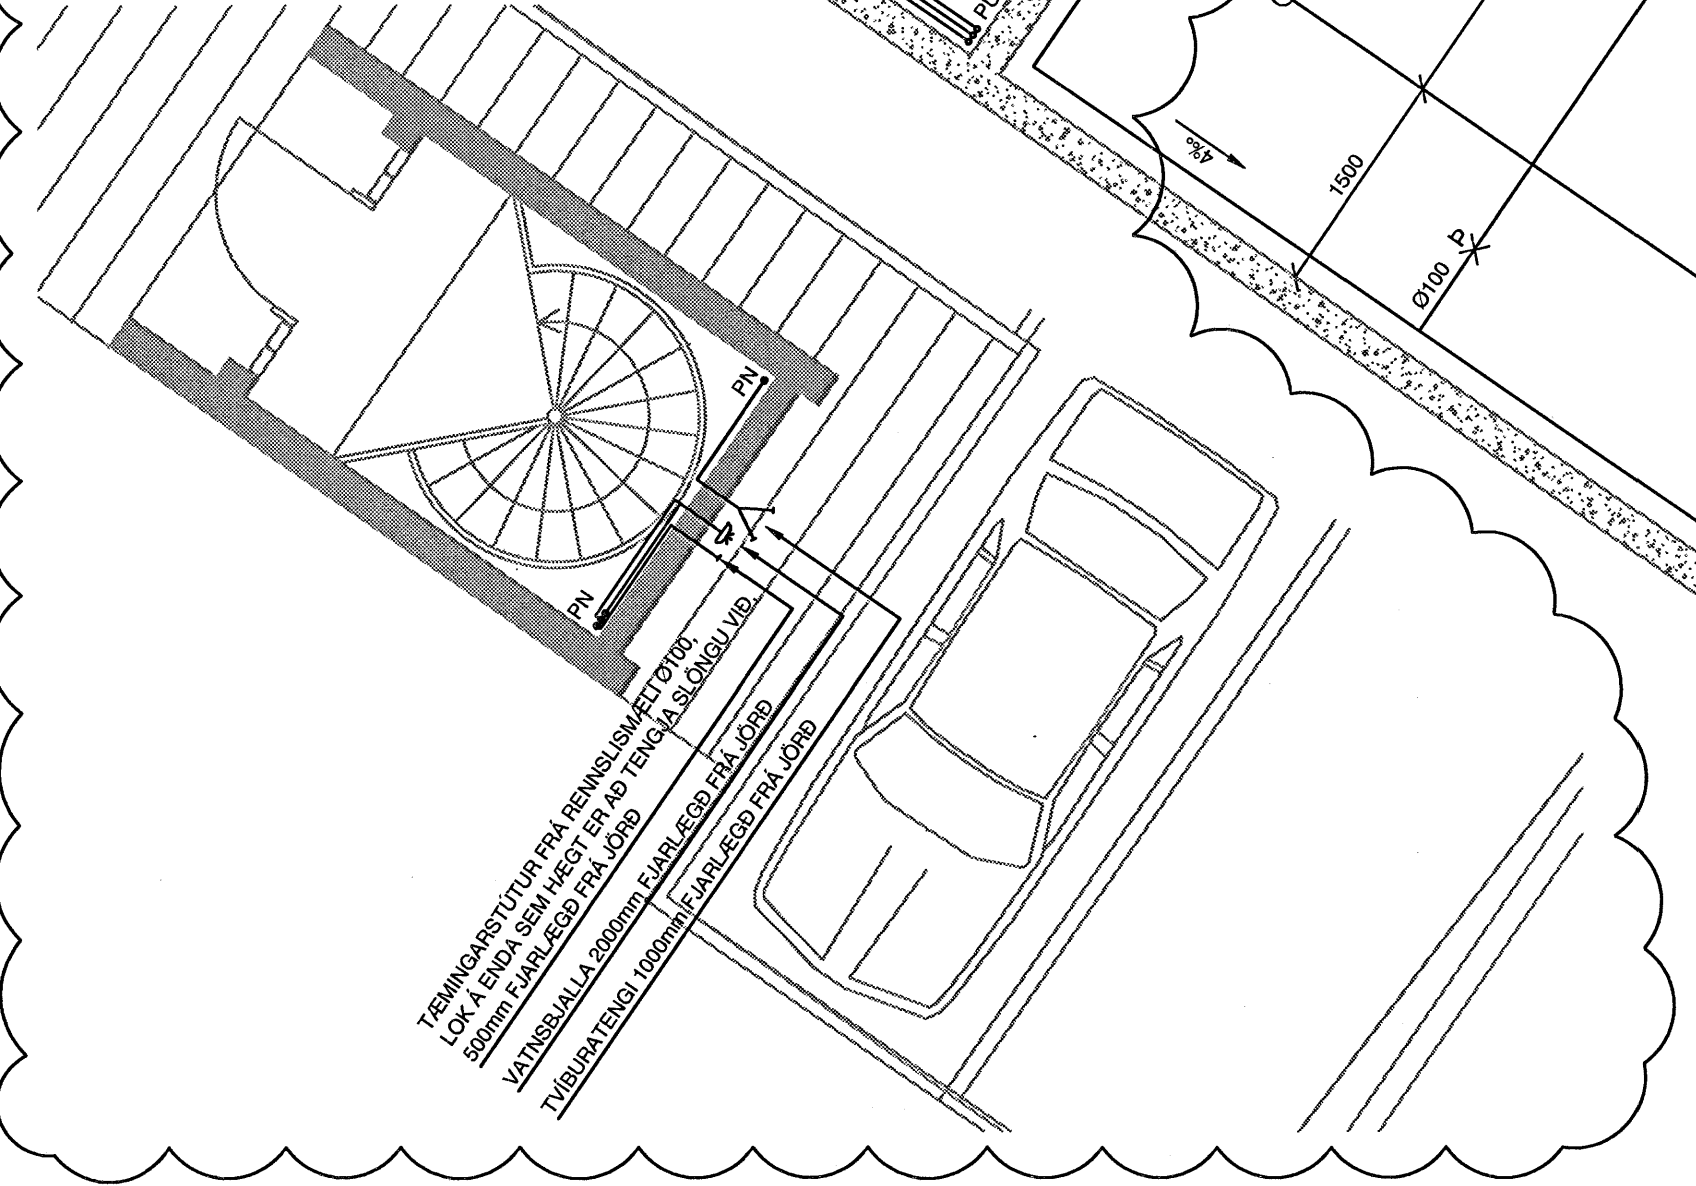 PÚ
4‰
1500
Ø100
P
PN
PN
TÆMINGARSTÚTUR FRÁ RENNSLISMÆLI Ø100,
LOK Á ENDA SEM HÆGT ER AÐ TENGJA SLÖNGU VIÐ.
500mm FJARLÆGÐ FRÁ JÖRÐ
VATNSBJALLA 2000mm FJARLÆGÐ FRÁ JÖRÐ
TVÍBURATENGI 1000mm FJARLÆGÐ FRÁ JÖRÐ